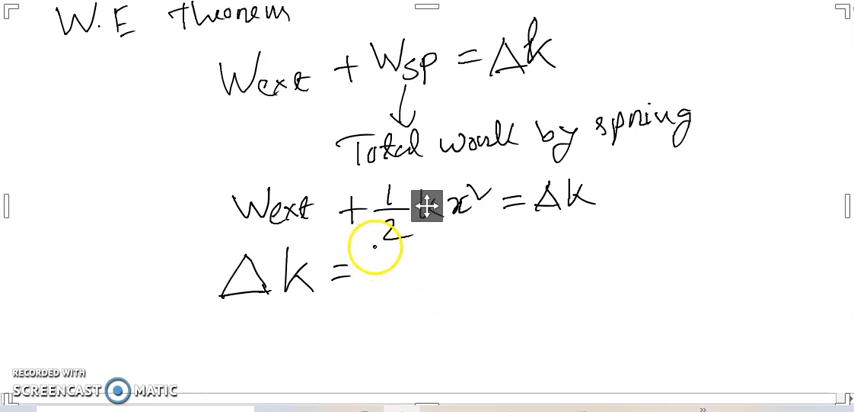 W.E theorem
Wext + Wsp = Δk
↓
Total work by spring
Wext + 1/2 k x² = Δk
Δk =
RECORDED WITH
SCREENCAST MATIC